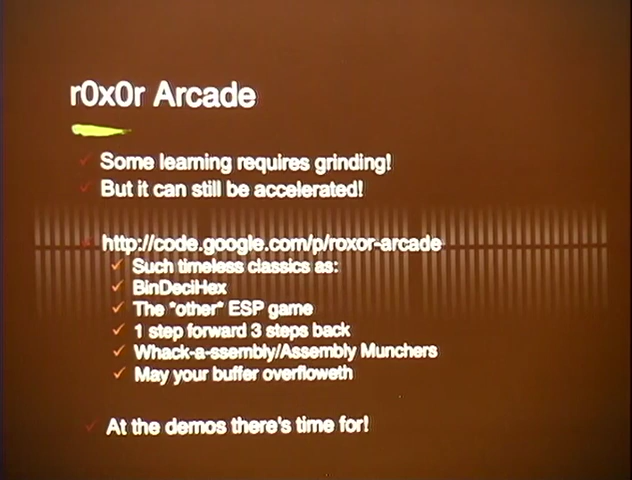 r0x0r Arcade
Some learning requires grinding!
But it can still be accelerated!
http://code.google.com/p/roxor-arcade
Such timeless classics as:
BinDeciHex
The *other* ESP game
1 step forward 3 steps back
Whack-a-ssembly/Assembly Munchers
May your buffer overfloweth
At the demos there's time for!